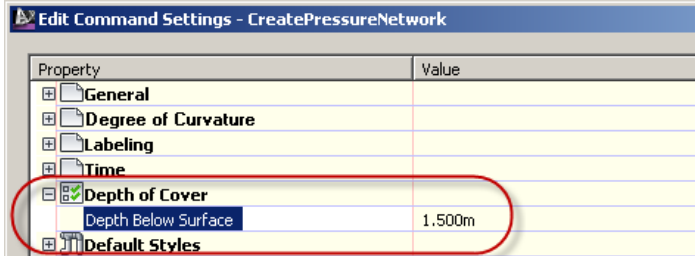 Edit Command Settings - CreatePressureNetwork
Property Value
General
Degree of Curvature
Labeling
Time
Depth of Cover
Depth Below Surface 1.500m
Default Styles